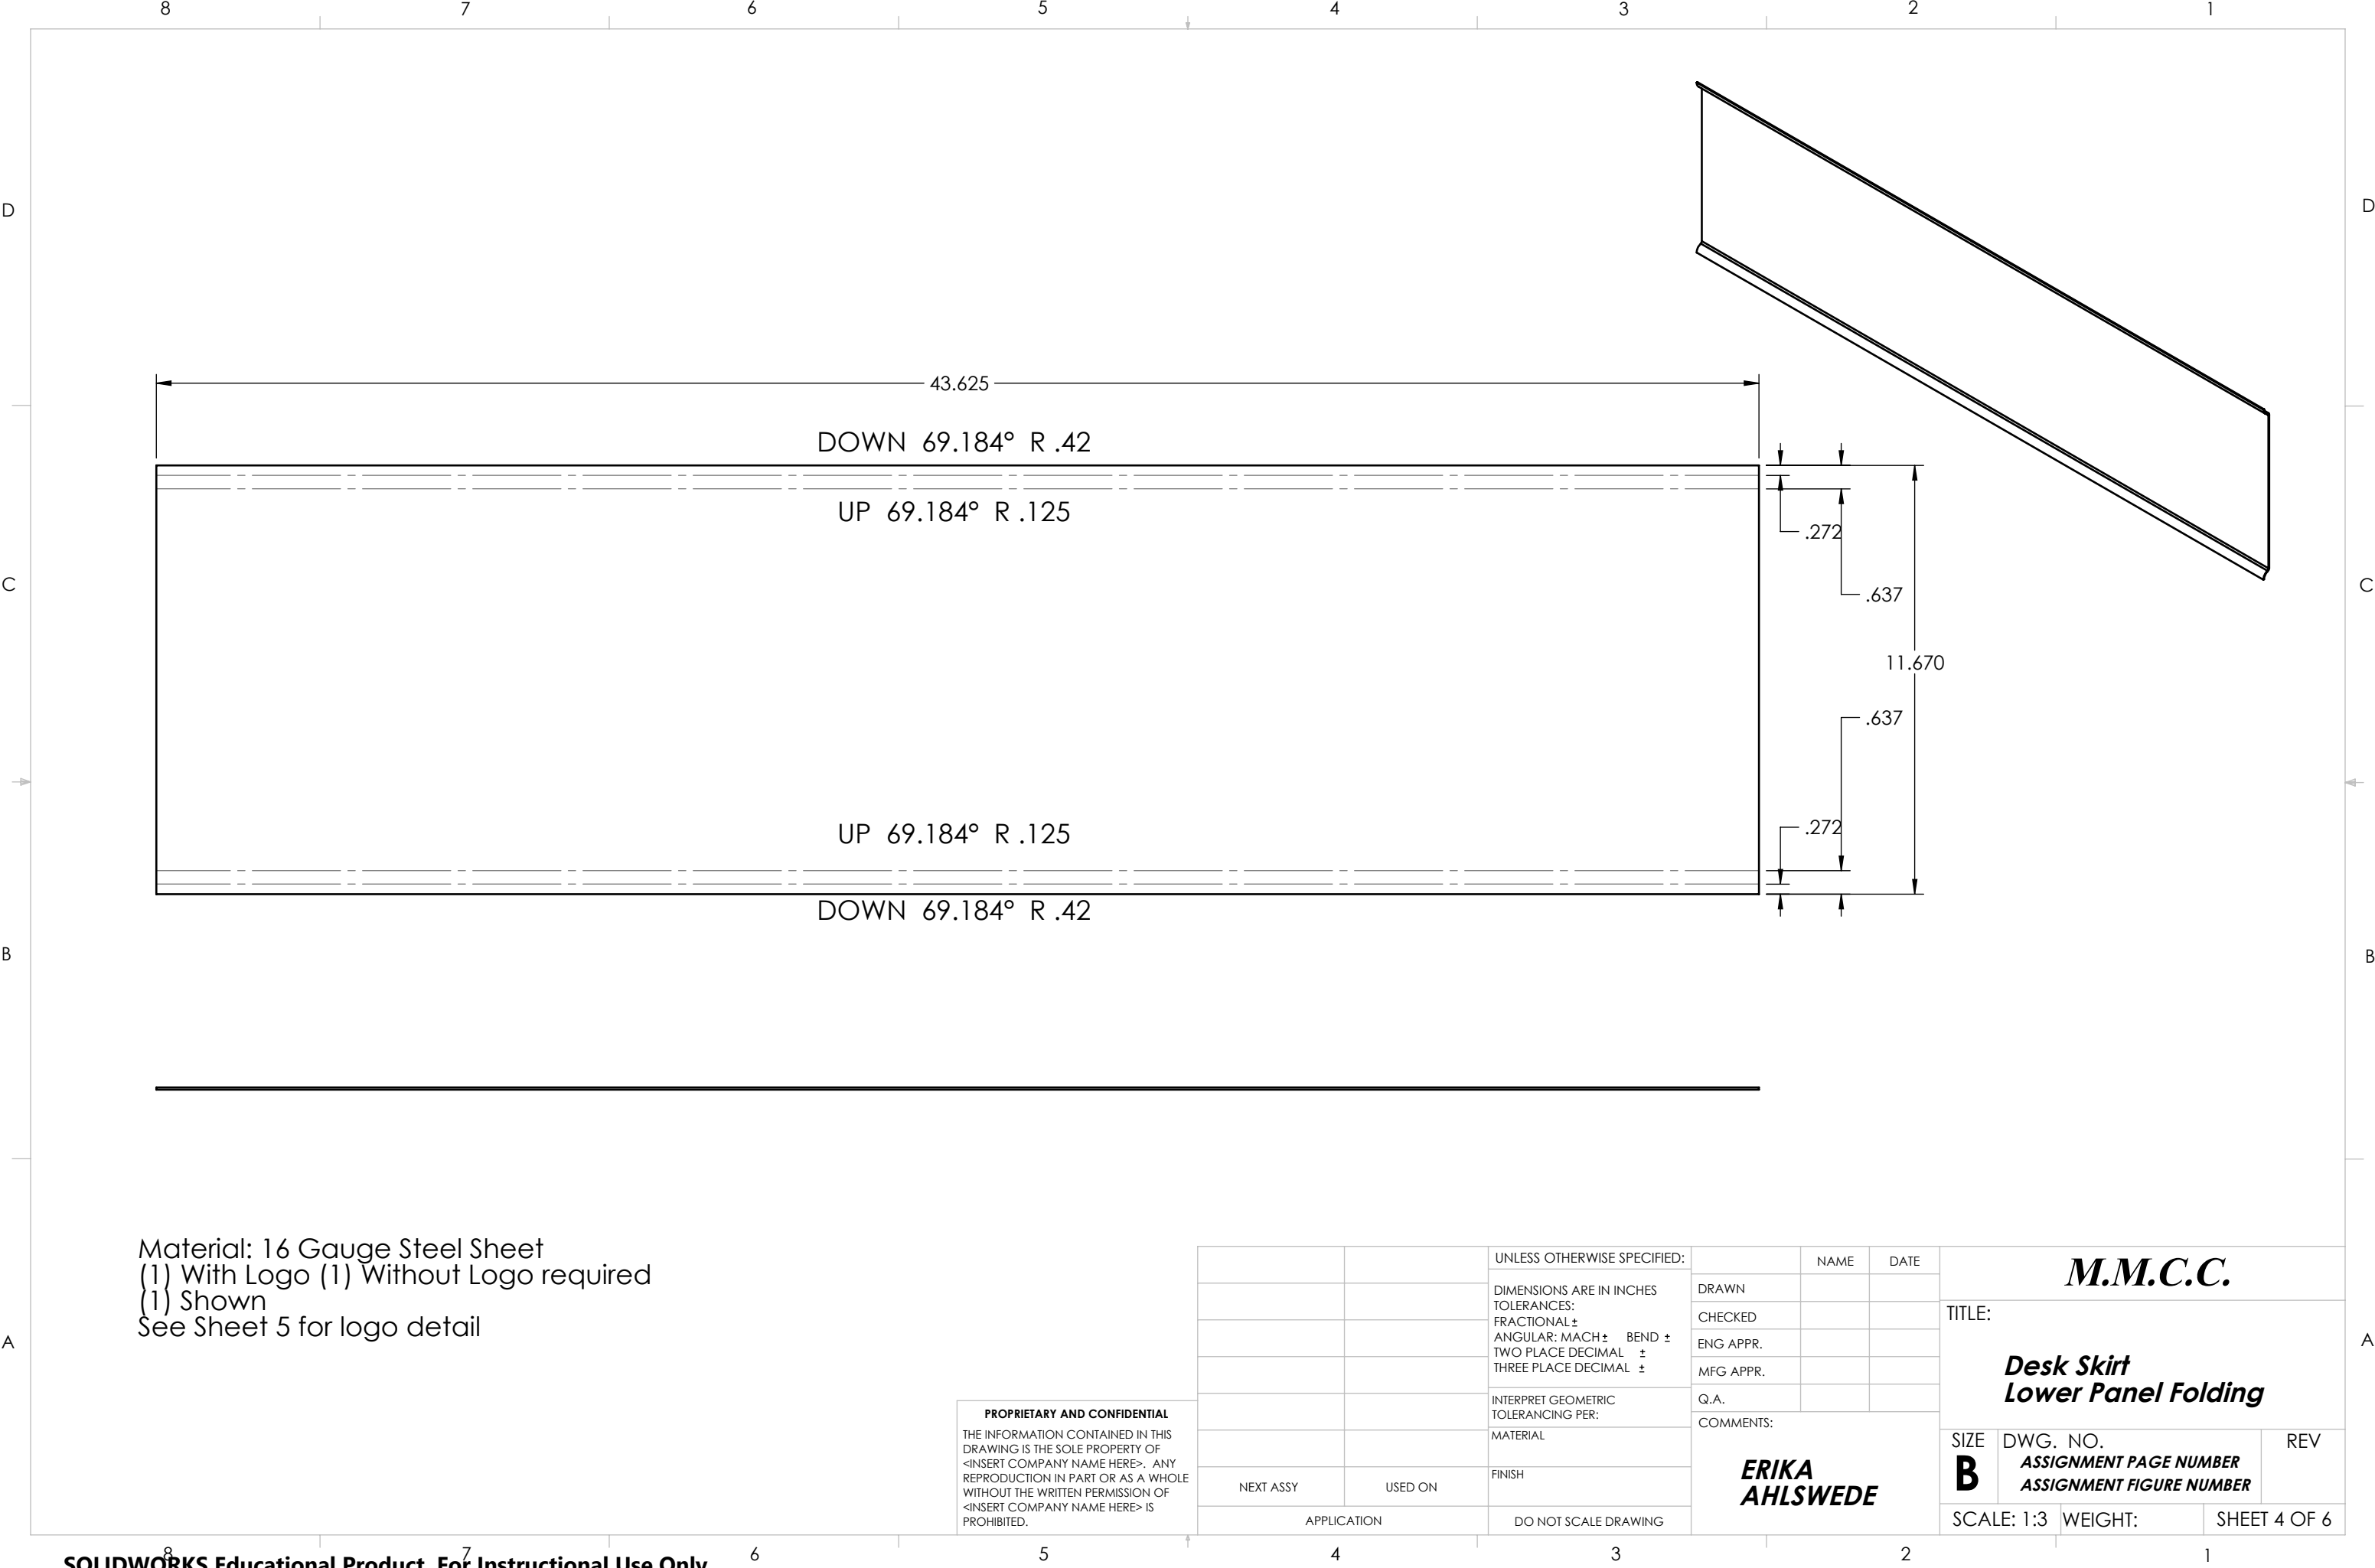 8 7 6 5 4 3 2 1
D D
43.625
DOWN 69.184° R .42
UP 69.184° R .125
.272
C C
.637
11.670
.637
UP 69.184° R .125
.272
DOWN 69.184° R .42
B B
Material: 16 Gauge Steel Sheet
(1) With Logo (1) Without Logo required
(1) Shown
See Sheet 5 for logo detail
A A
PROPRIETARY AND CONFIDENTIAL
THE INFORMATION CONTAINED IN THIS
DRAWING IS THE SOLE PROPERTY OF
<INSERT COMPANY NAME HERE>. ANY
REPRODUCTION IN PART OR AS A WHOLE
WITHOUT THE WRITTEN PERMISSION OF
<INSERT COMPANY NAME HERE> IS
PROHIBITED.
NEXT ASSY USED ON
APPLICATION
UNLESS OTHERWISE SPECIFIED:
DIMENSIONS ARE IN INCHES
TOLERANCES:
FRACTIONAL ±
ANGULAR: MACH ± BEND ±
TWO PLACE DECIMAL ±
THREE PLACE DECIMAL ±
INTERPRET GEOMETRIC
TOLERANCING PER:
MATERIAL
FINISH
DO NOT SCALE DRAWING
NAME DATE
DRAWN
CHECKED
ENG APPR.
MFG APPR.
Q.A.
COMMENTS:
ERIKA
AHLSWEDE
M.M.C.C.
TITLE:
Desk Skirt
Lower Panel Folding
SIZE DWG. NO. REV
B ASSIGNMENT PAGE NUMBER
ASSIGNMENT FIGURE NUMBER
SCALE: 1:3 WEIGHT: SHEET 4 OF 6
8 7 6 5 4 3 2 1
SOLIDWORKS Educational Product. For Instructional Use Only.